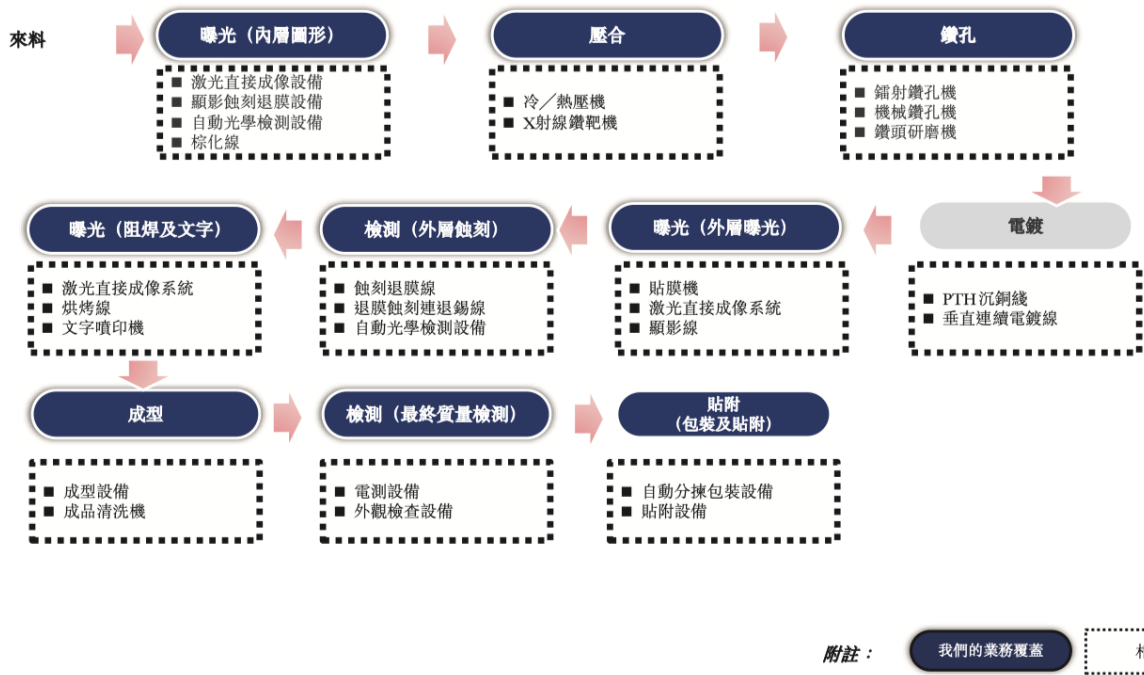 來料
曝光（內層圖形）
■ 激光直接成像設備
■ 顯影蝕刻退膜設備
■ 自動光學檢測設備
■ 棕化線
壓合
■ 冷／熱壓機
■ X射線鑽靶機
鑽孔
■ 鐳射鑽孔機
■ 機械鑽孔機
■ 鑽頭研磨機
電鍍
■ PTH沉銅綫
■ 垂直連續電鍍線
曝光（外層曝光）
■ 貼膜機
■ 激光直接成像系統
■ 顯影線
檢測（外層蝕刻）
■ 蝕刻退膜線
■ 退膜蝕刻連退錫線
■ 自動光學檢測設備
曝光（阻焊及文字）
■ 激光直接成像系統
■ 烘烤線
■ 文字噴印機
成型
■ 成型設備
■ 成品清洗機
檢測（最終質量檢測）
■ 電測設備
■ 外觀檢查設備
貼附
（包裝及貼附）
■ 自動分揀包裝設備
■ 貼附設備
附註：
我們的業務覆蓋